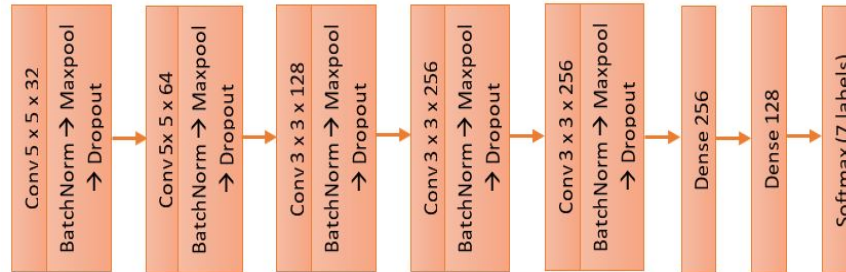 Conv 5 x 5 x 32
BatchNorm → Maxpool
→ Dropout
Conv 5x 5 x 64
BatchNorm → Maxpool
→ Dropout
Conv 3 x 3 x 128
BatchNorm → Maxpool
→ Dropout
Conv 3 x 3 x 256
BatchNorm → Maxpool
→ Dropout
Conv 3 x 3 x 256
BatchNorm → Maxpool
→ Dropout
Dense 256
Dense 128
Softmax (7 labels)